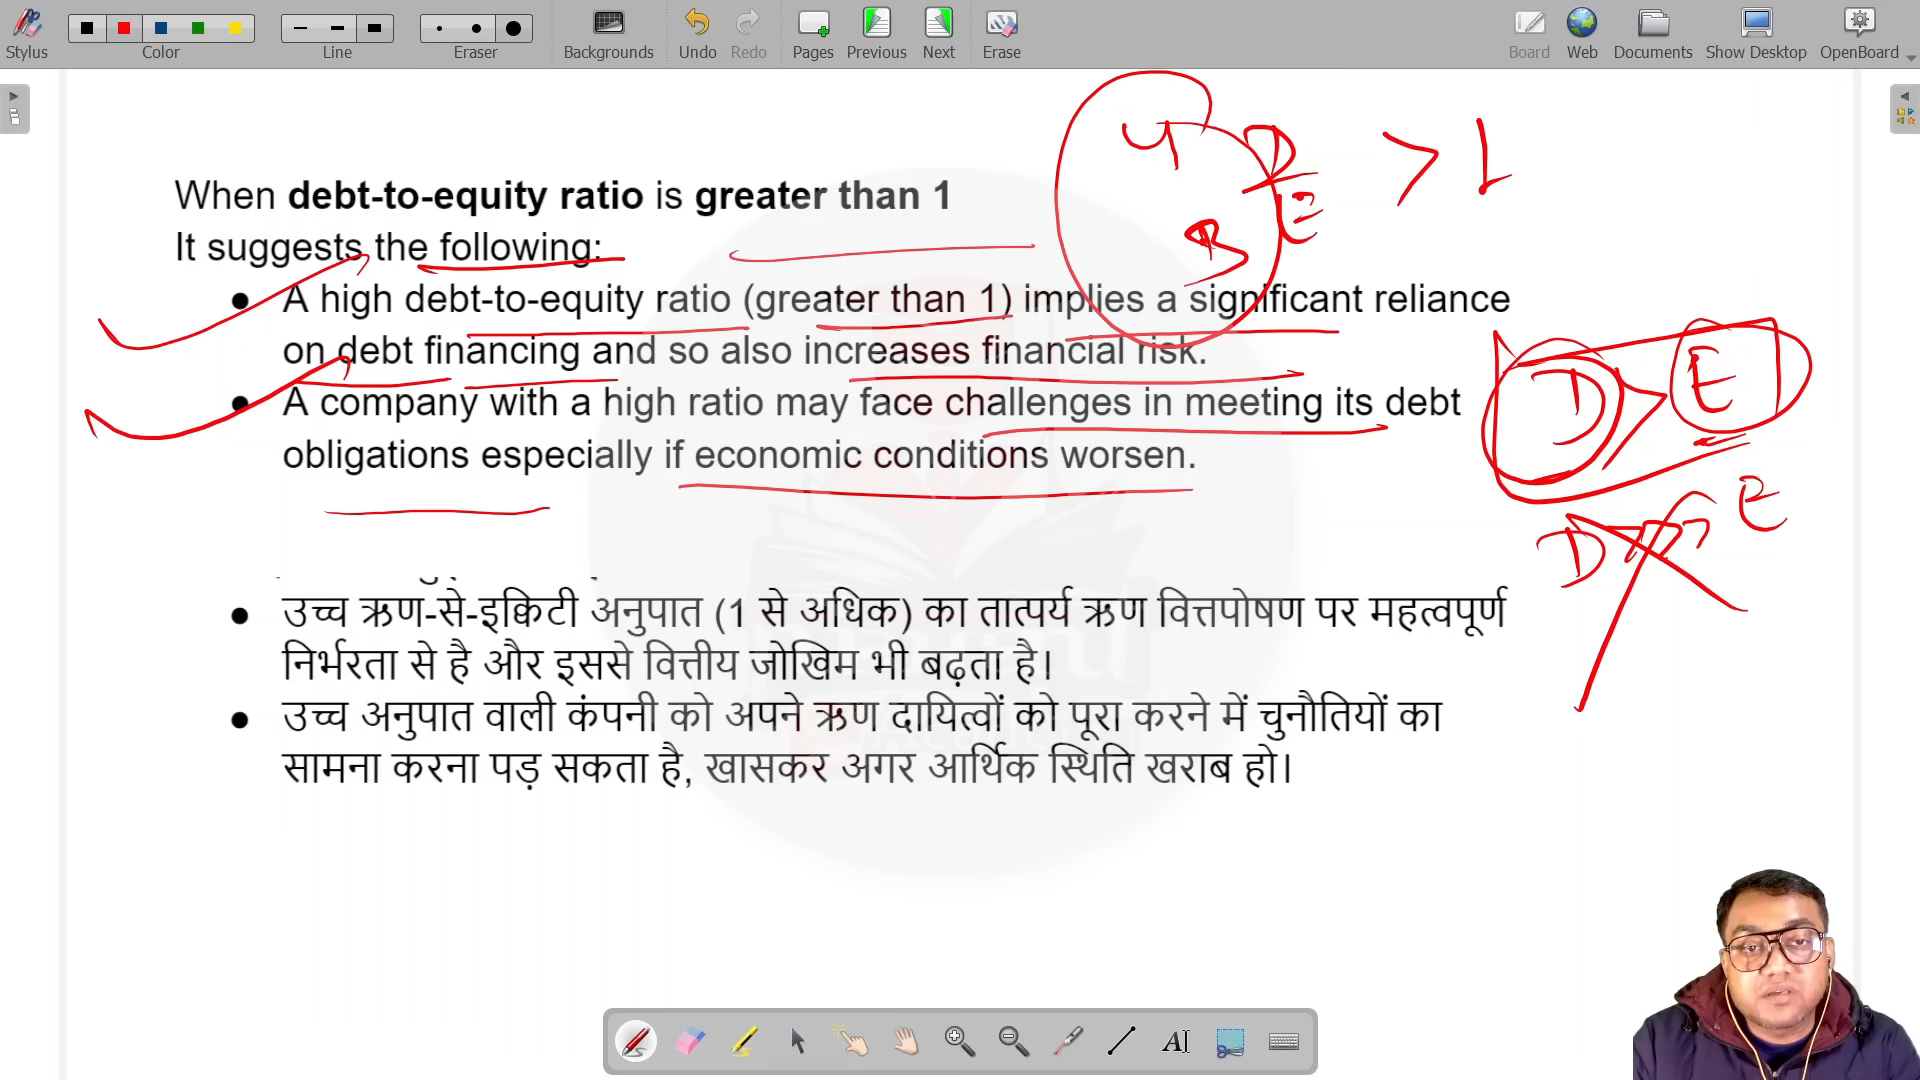 Stylus
Color
Line
Eraser
Backgrounds
Undo
Redo
Pages
Previous
Next
Erase
Board
Web
Documents
Show Desktop
OpenBoard
4 D/E > 1
3
When debt-to-equity ratio is greater than 1
It suggests the following:
● A high debt-to-equity ratio (greater than 1) implies a significant reliance
on debt financing and so also increases financial risk.
● A company with a high ratio may face challenges in meeting its debt
obligations especially if economic conditions worsen.
D > E
D E
● उच्च ऋण-से-इक्विटी अनुपात (1 से अधिक) का तात्पर्य ऋण वित्तपोषण पर महत्वपूर्ण
निर्भरता से है और इससे वित्तीय जोखिम भी बढ़ता है।
● उच्च अनुपात वाली कंपनी को अपने ऋण दायित्वों को पूरा करने में चुनौतियों का
सामना करना पड़ सकता है, खासकर अगर आर्थिक स्थिति खराब हो।